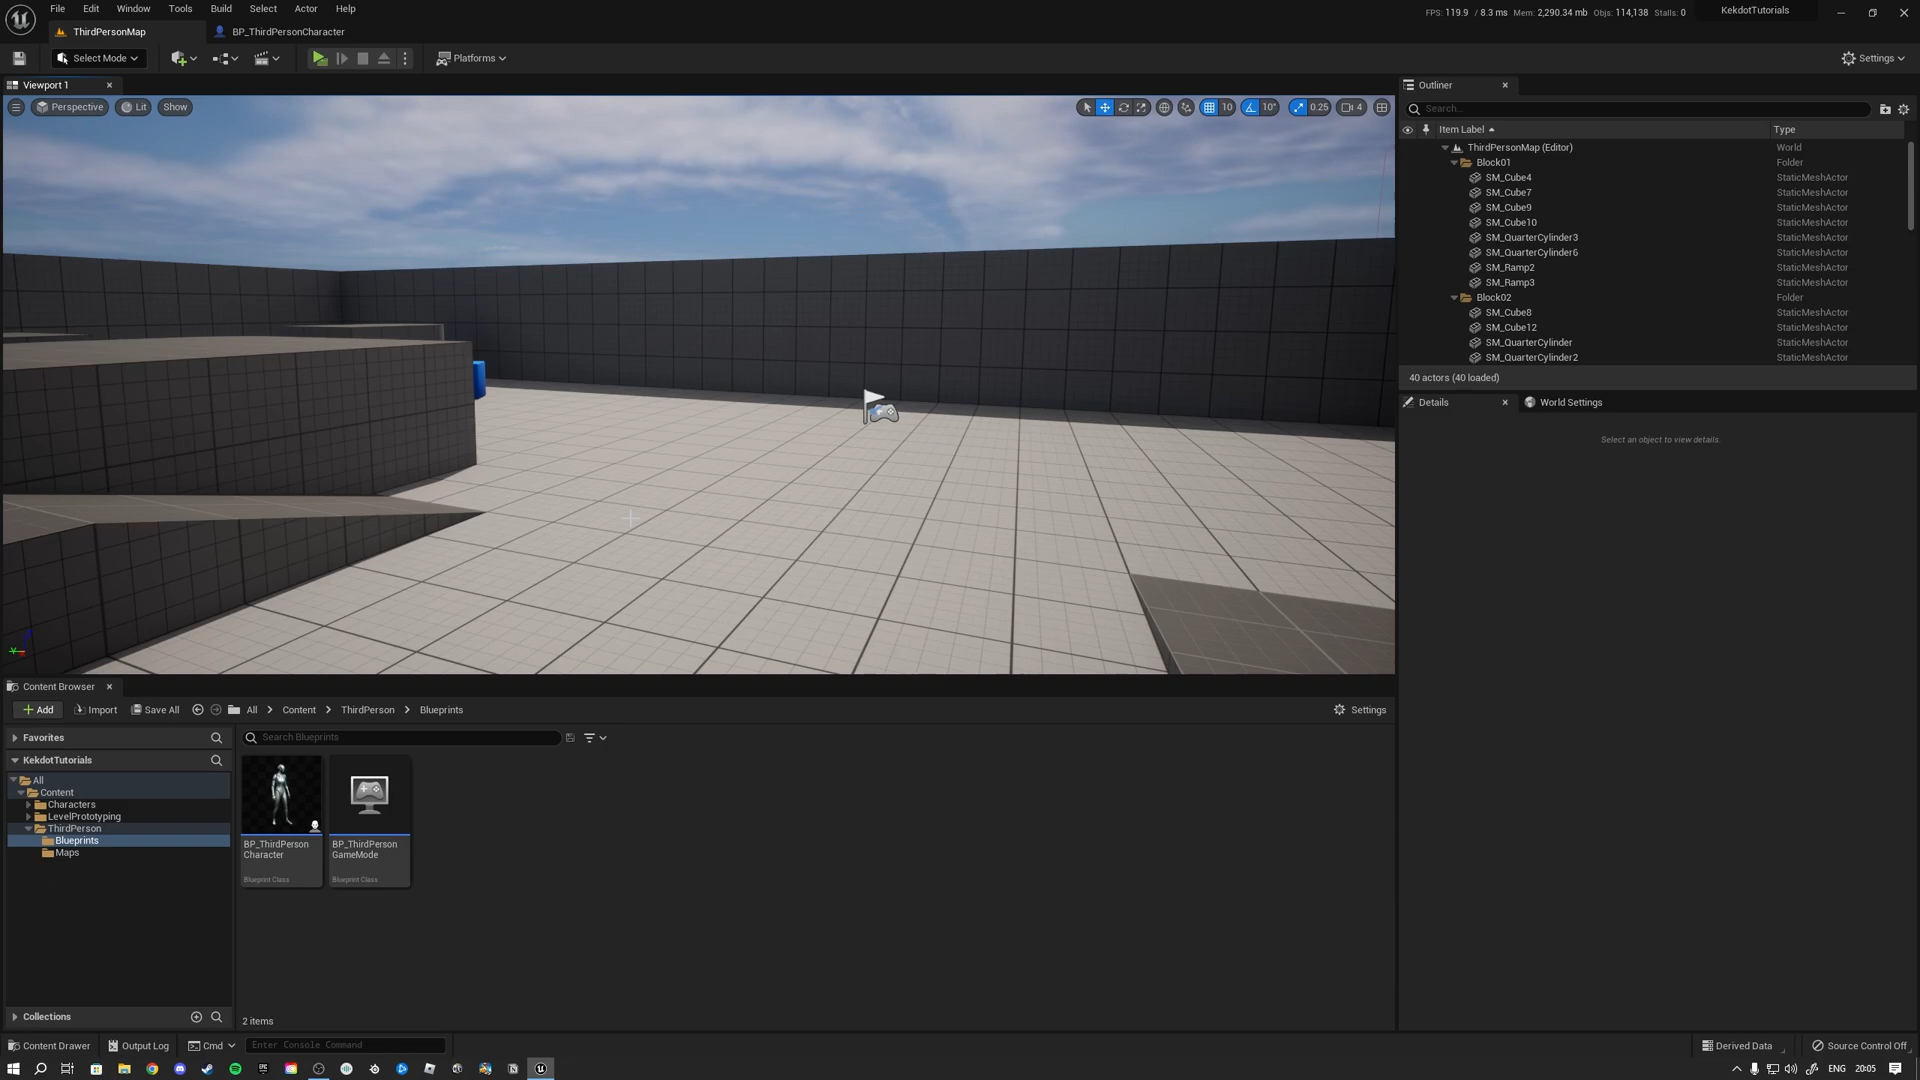 File Edit Window Tools Build Select Actor Help
FPS: 119.9 / 8.3 ms Mem: 2,290.34 mb Objs: 114,138 Stalls: 0 KekdotTutorials
ThirdPersonMap BP_ThirdPersonCharacter
Select Mode Platforms Settings
Viewport 1
Perspective Lit Show 10 10° 0.25 4
Outliner
Search...
Item Label Type
ThirdPersonMap (Editor) World
Block01 Folder
SM_Cube4 StaticMeshActor
SM_Cube7 StaticMeshActor
SM_Cube9 StaticMeshActor
SM_Cube10 StaticMeshActor
SM_QuarterCylinder3 StaticMeshActor
SM_QuarterCylinder6 StaticMeshActor
SM_Ramp2 StaticMeshActor
SM_Ramp3 StaticMeshActor
Block02 Folder
SM_Cube8 StaticMeshActor
SM_Cube12 StaticMeshActor
SM_QuarterCylinder StaticMeshActor
SM_QuarterCylinder2 StaticMeshActor
40 actors (40 loaded)
Details World Settings
Select an object to view details.
Content Browser
Add Import Save All All > Content > ThirdPerson > Blueprints Settings
Favorites
Search Blueprints
KekdotTutorials
All
Content
Characters
LevelPrototyping
ThirdPerson
Blueprints
Maps
BP_ThirdPerson
Character
Blueprint Class
BP_ThirdPerson
GameMode
Blueprint Class
Collections
2 items
Content Drawer Output Log Cmd Enter Console Command Derived Data Source Control Off
ENG 20:05